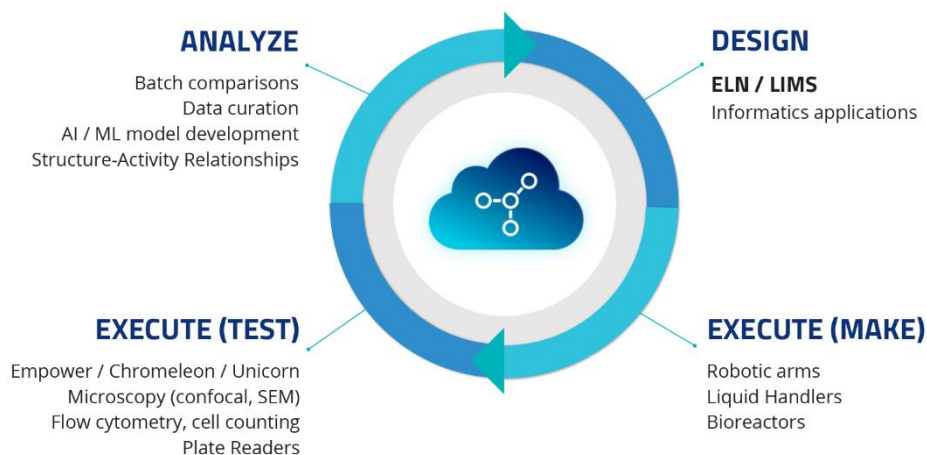 ANALYZE
Batch comparisons
Data curation
AI / ML model development
Structure-Activity Relationships
DESIGN
ELN / LIMS
Informatics applications
EXECUTE (TEST)
Empower / Chromeleon / Unicorn
Microscopy (confocal, SEM)
Flow cytometry, cell counting
Plate Readers
EXECUTE (MAKE)
Robotic arms
Liquid Handlers
Bioreactors